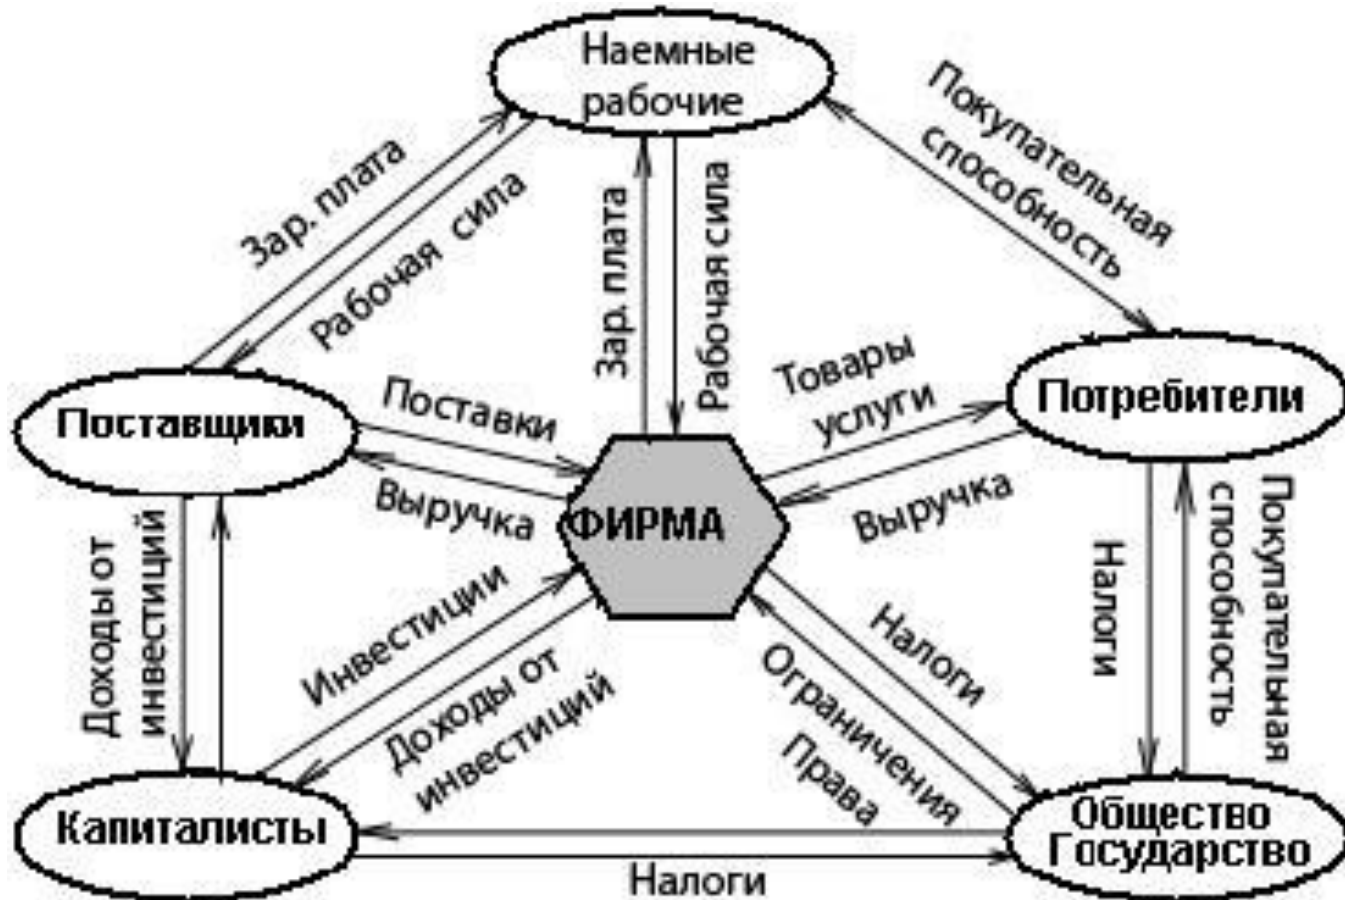 Наемные
рабочие
Покупательная
способность
Зар. плата
Рабочая сила
Зар. плата
Рабочая сила
Товары
услуги
Поставщики
Поставки
Потребители
Выручка
ФИРМА
Выручка
Доходы от
инвестиций
Инвестиции
Доходы от
инвестиций
Налоги
Ограничения
Права
Налоги
Покупательная
способность
Капиталисты
Общество
Государство
Налоги